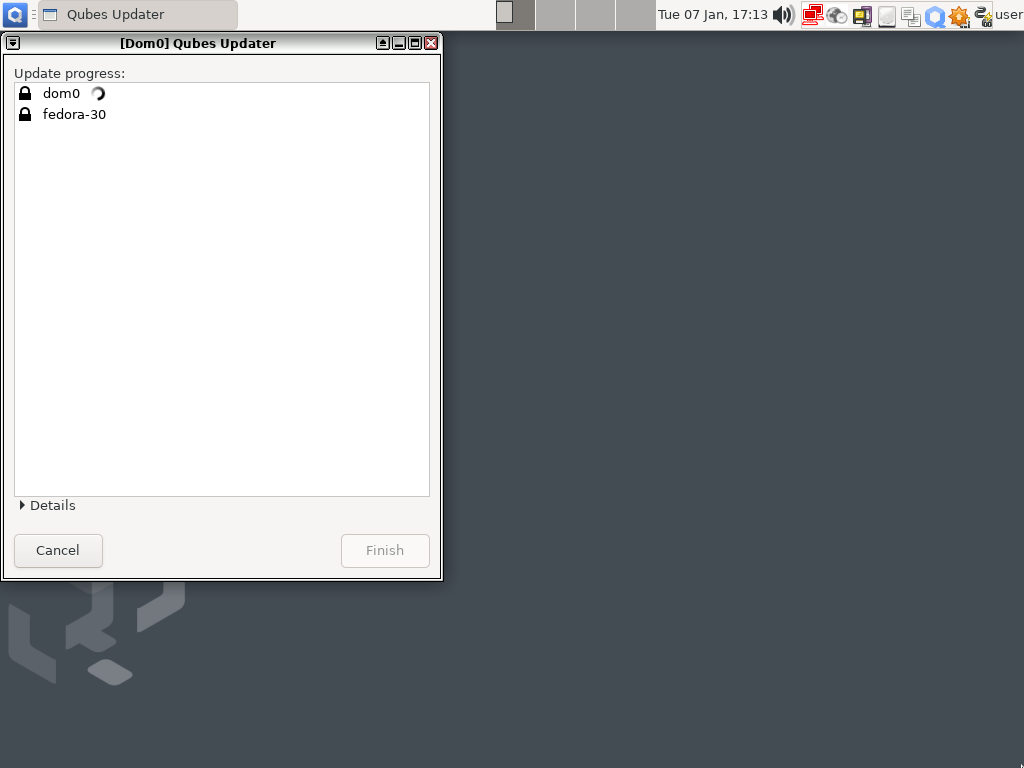 Qubes Updater
Tue 07 Jan, 17:13
user
[Dom0] Qubes Updater
Update progress:
dom0
fedora-30
Details
Cancel
Finish